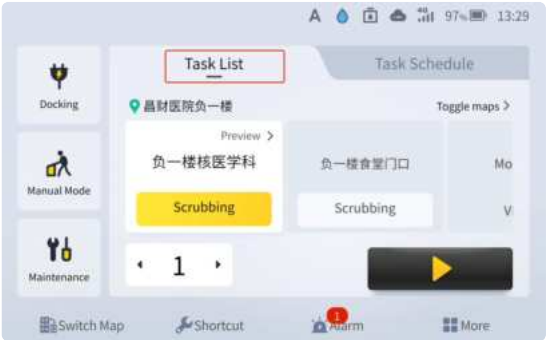 A 4G 97% 13:29
Task List
Task Schedule
Docking
昌财医院负一楼
Toggle maps >
Preview >
负一楼核医学科
负一楼食堂门口
Mo
Manual Mode
Scrubbing
Scrubbing
V
Maintenance
1
Switch Map
Shortcut
1
Alarm
More